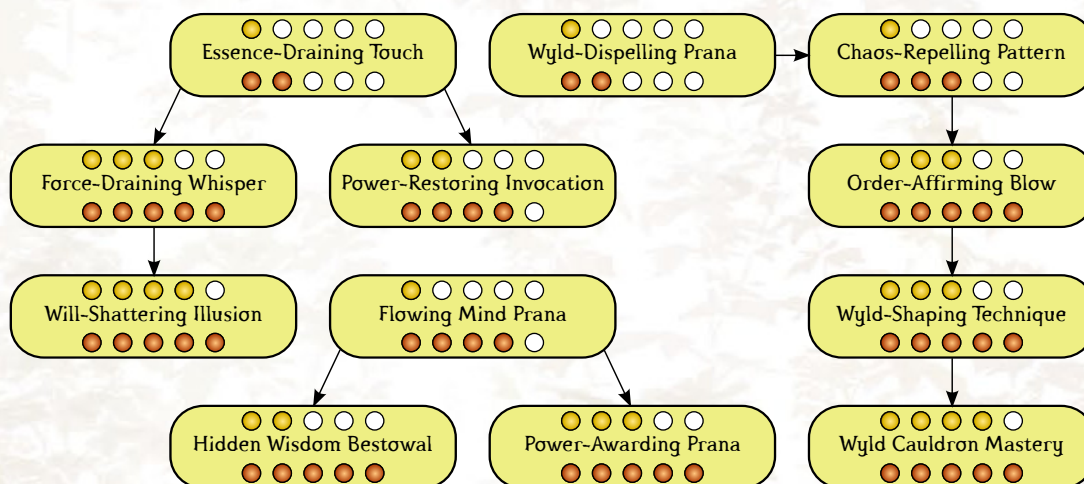 Essence-Draining Touch
Wyld-Dispelling Prana
Chaos-Repelling Pattern
Force-Draining Whisper
Power-Restoring Invocation
Order-Affirming Blow
Will-Shattering Illusion
Flowing Mind Prana
Wyld-Shaping Technique
Hidden Wisdom Bestowal
Power-Awarding Prana
Wyld Cauldron Mastery